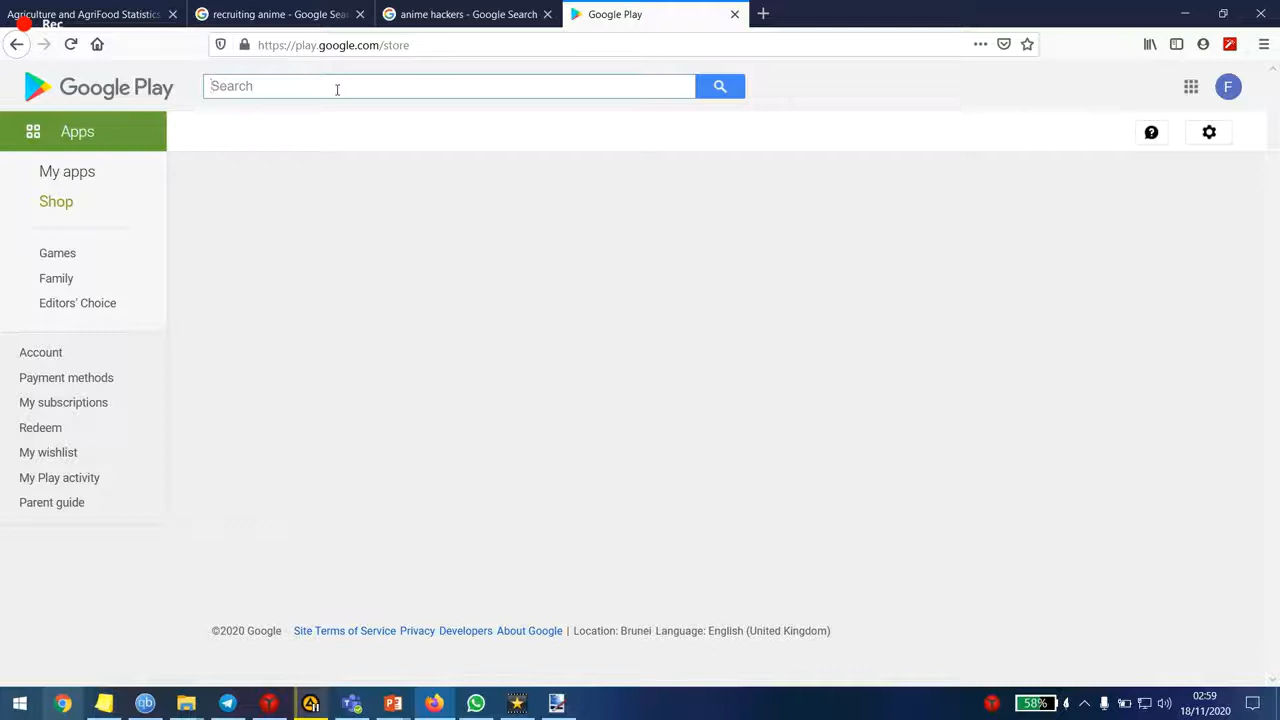 Agriculture and AgriFood Statistics
recruiting anime - Google Sea
anime hackers - Google Search
Google Play
Rec
https://play.google.com/store
Google Play
Search
F
Apps
My apps
Shop
Games
Family
Editors' Choice
Account
Payment methods
My subscriptions
Redeem
My wishlist
My Play activity
Parent guide
©2020 Google Site Terms of Service Privacy Developers About Google | Location: Brunei Language: English (United Kingdom)
58%
02:59
18/11/2020